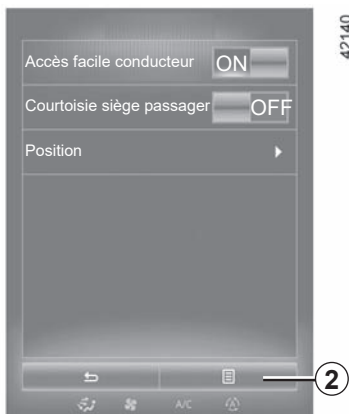 42140
Accès facile conducteur ON
Courtoisie siège passager OFF
Position
2
A/C